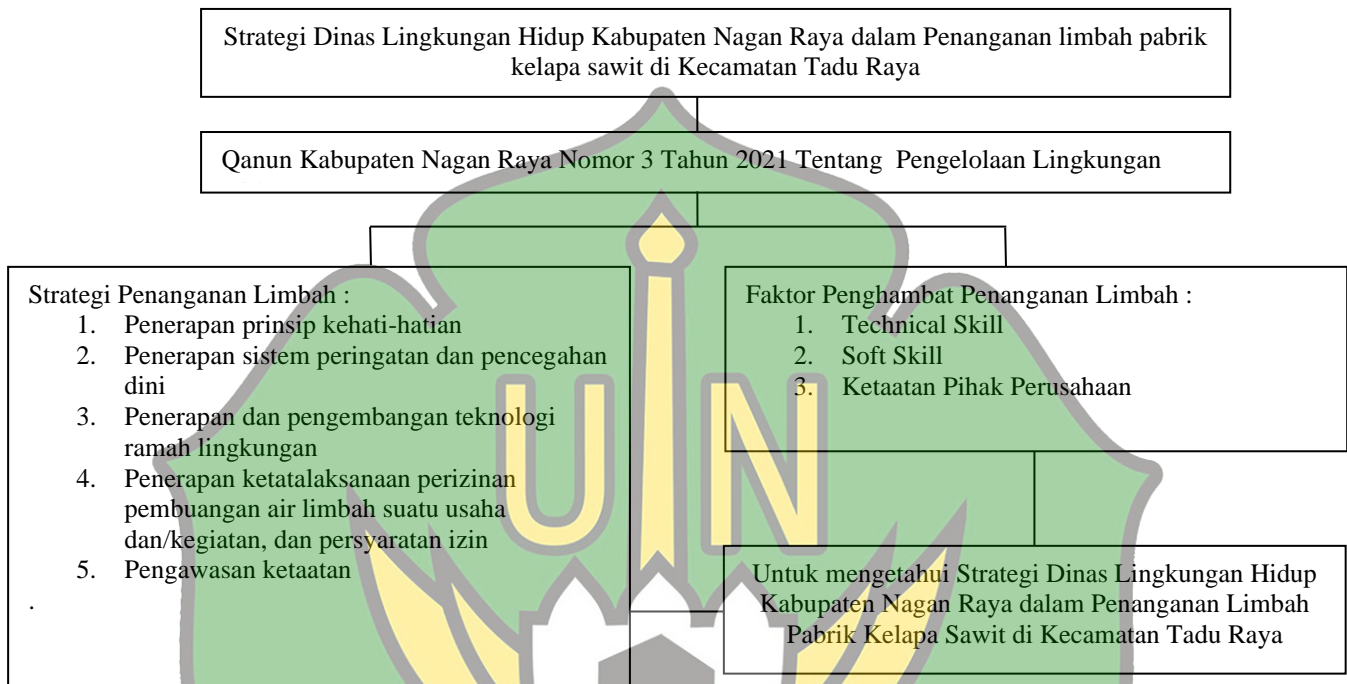 Strategi Dinas Lingkungan Hidup Kabupaten Nagan Raya dalam Penanganan limbah pabrik
kelapa sawit di Kecamatan Tadu Raya
Qanun Kabupaten Nagan Raya Nomor 3 Tahun 2021 Tentang Pengelolaan Lingkungan
Strategi Penanganan Limbah :
1. Penerapan prinsip kehati-hatian
2. Penerapan sistem peringatan dan pencegahan
dini
3. Penerapan dan pengembangan teknologi
ramah lingkungan
4. Penerapan ketatalaksanaan perizinan
pembuangan air limbah suatu usaha
dan/kegiatan, dan persyaratan izin
5. Pengawasan ketaatan
.
Faktor Penghambat Penanganan Limbah :
1. Technical Skill
2. Soft Skill
3. Ketaatan Pihak Perusahaan
Untuk mengetahui Strategi Dinas Lingkungan Hidup
Kabupaten Nagan Raya dalam Penanganan Limbah
Pabrik Kelapa Sawit di Kecamatan Tadu Raya
UIN